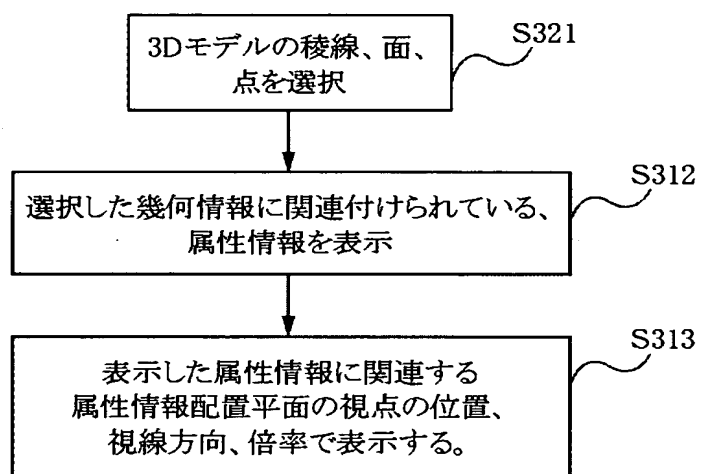 3Dモデルの稜線、面、
点を選択
S321
選択した幾何情報に関連付けられている、
属性情報を表示
S312
表示した属性情報に関連する
属性情報配置平面の視点の位置、
視線方向、倍率で表示する。
S313